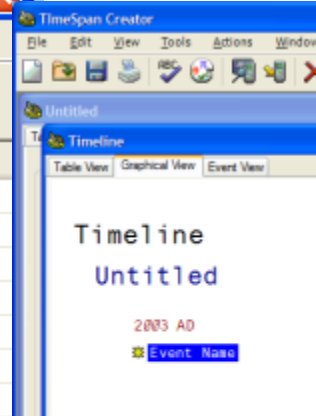 TImeSpan Creator
File Edit View Tools Actions Window
ABC
Untitled
Timeline
Table View Graphical View Event View
Timeline
Untitled
2003 AD
Event Name